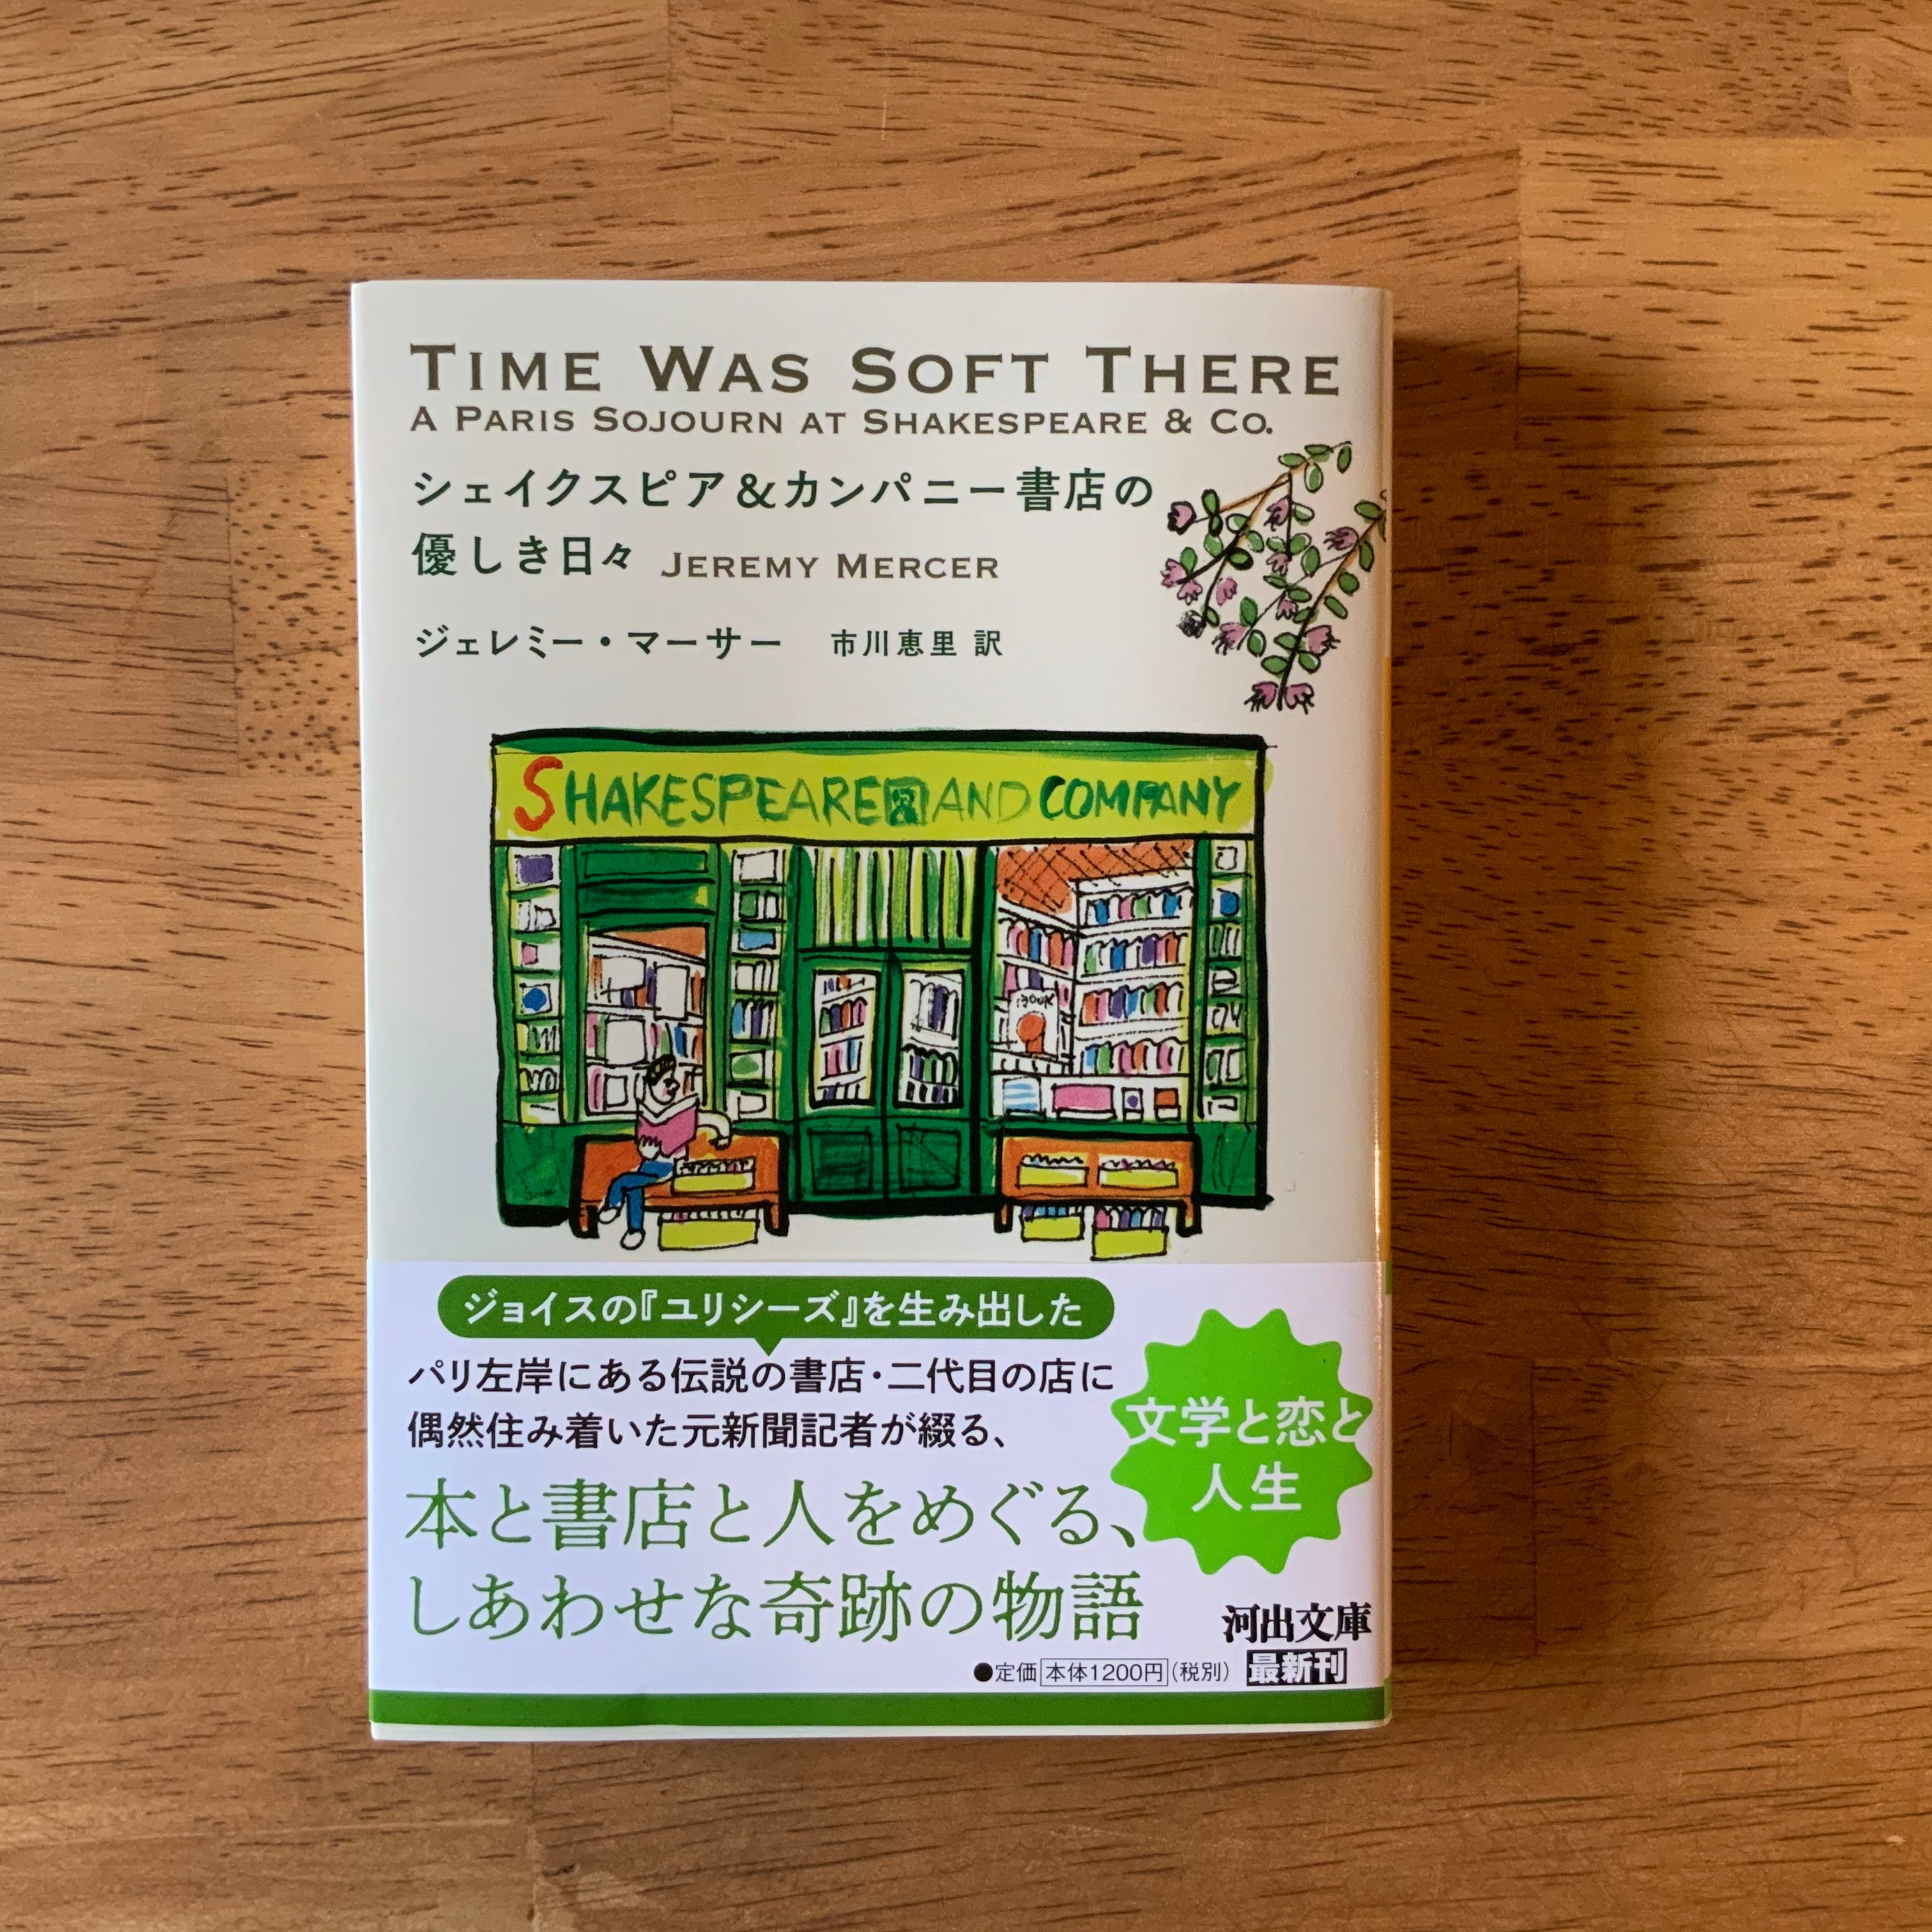 TIME WAS SOFT THERE
A PARIS SOJOURN AT SHAKESPEARE & CO.
シェイクスピア&カンパニー書店の
優しき日々 JEREMY MERCER
ジェレミー・マーサー 市川恵里 訳
SHAKESPEARE AND COMPANY
BOOK
ジョイスの『ユリシーズ』を生み出した
パリ左岸にある伝説の書店・二代目の店に
偶然住み着いた元新聞記者が綴る、
本と書店と人をめぐる、
しあわせな奇跡の物語
文学と恋と
人生
河出文庫
●定価 本体1200円(税別) 最新刊